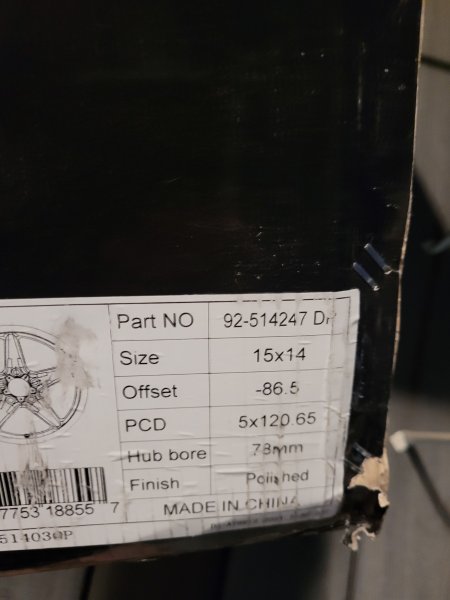 Part NO 92-514247
Size 15x14
Offset -86.5
PCD 5x120.65
Hub bore 78mm
Finish Polished
7753 18855 7
MADE IN CHINA